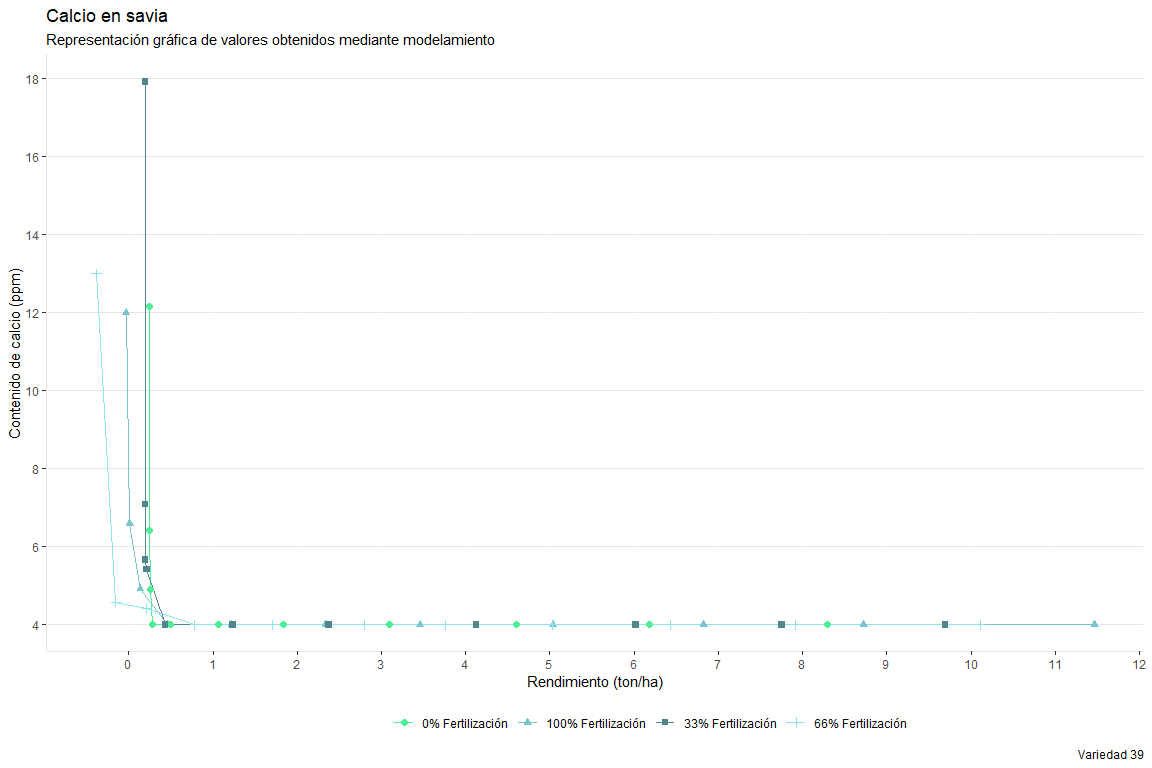 Calcio en savia
Representación gráfica de valores obtenidos mediante modelamiento
Contenido de calcio (ppm)
18
16
14
12
10
8
6
4
0 1 2 3 4 5 6 7 8 9 10 11 12
Rendimiento (ton/ha)
0% Fertilización 100% Fertilización 33% Fertilización 66% Fertilización
Variedad 39